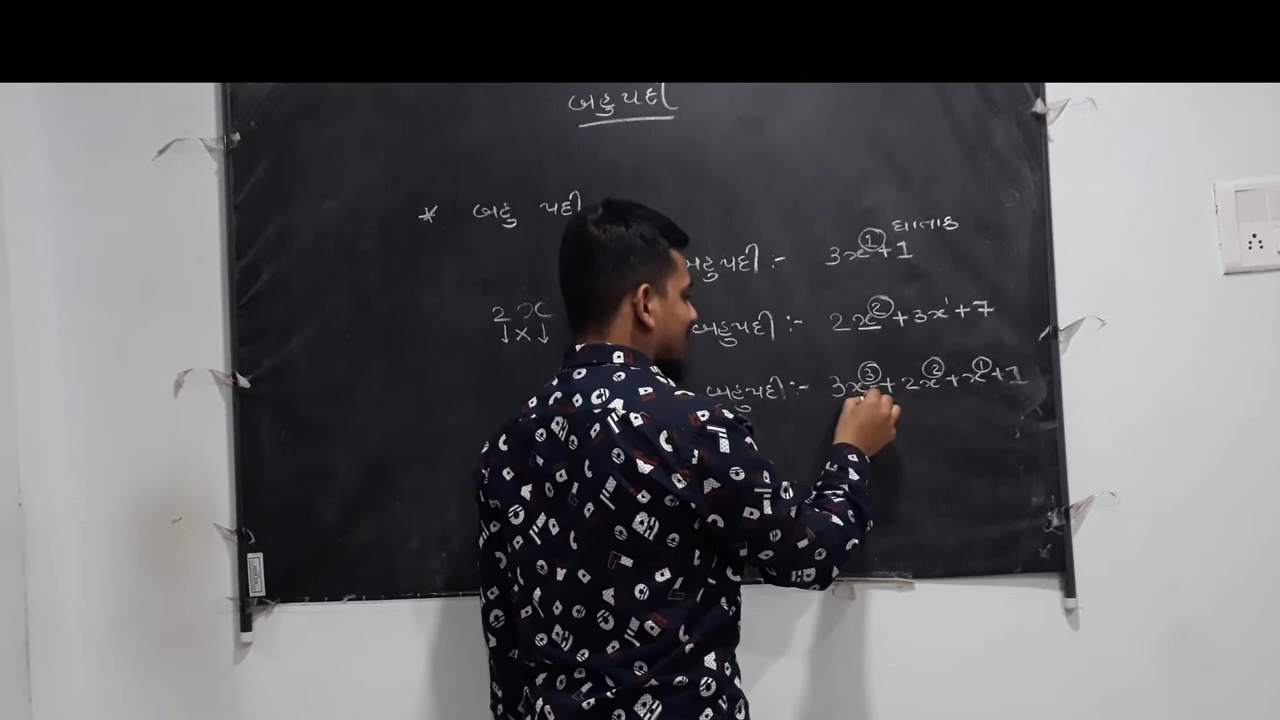 બહુપદી
* બહુ પદી
ઘાતાંક
બહુપદી :- 3x¹+1
2x
↓x↓
બહુપદી :- 2x²+3x¹+7
બહુપદી :- 3x³+2x²+x¹+1